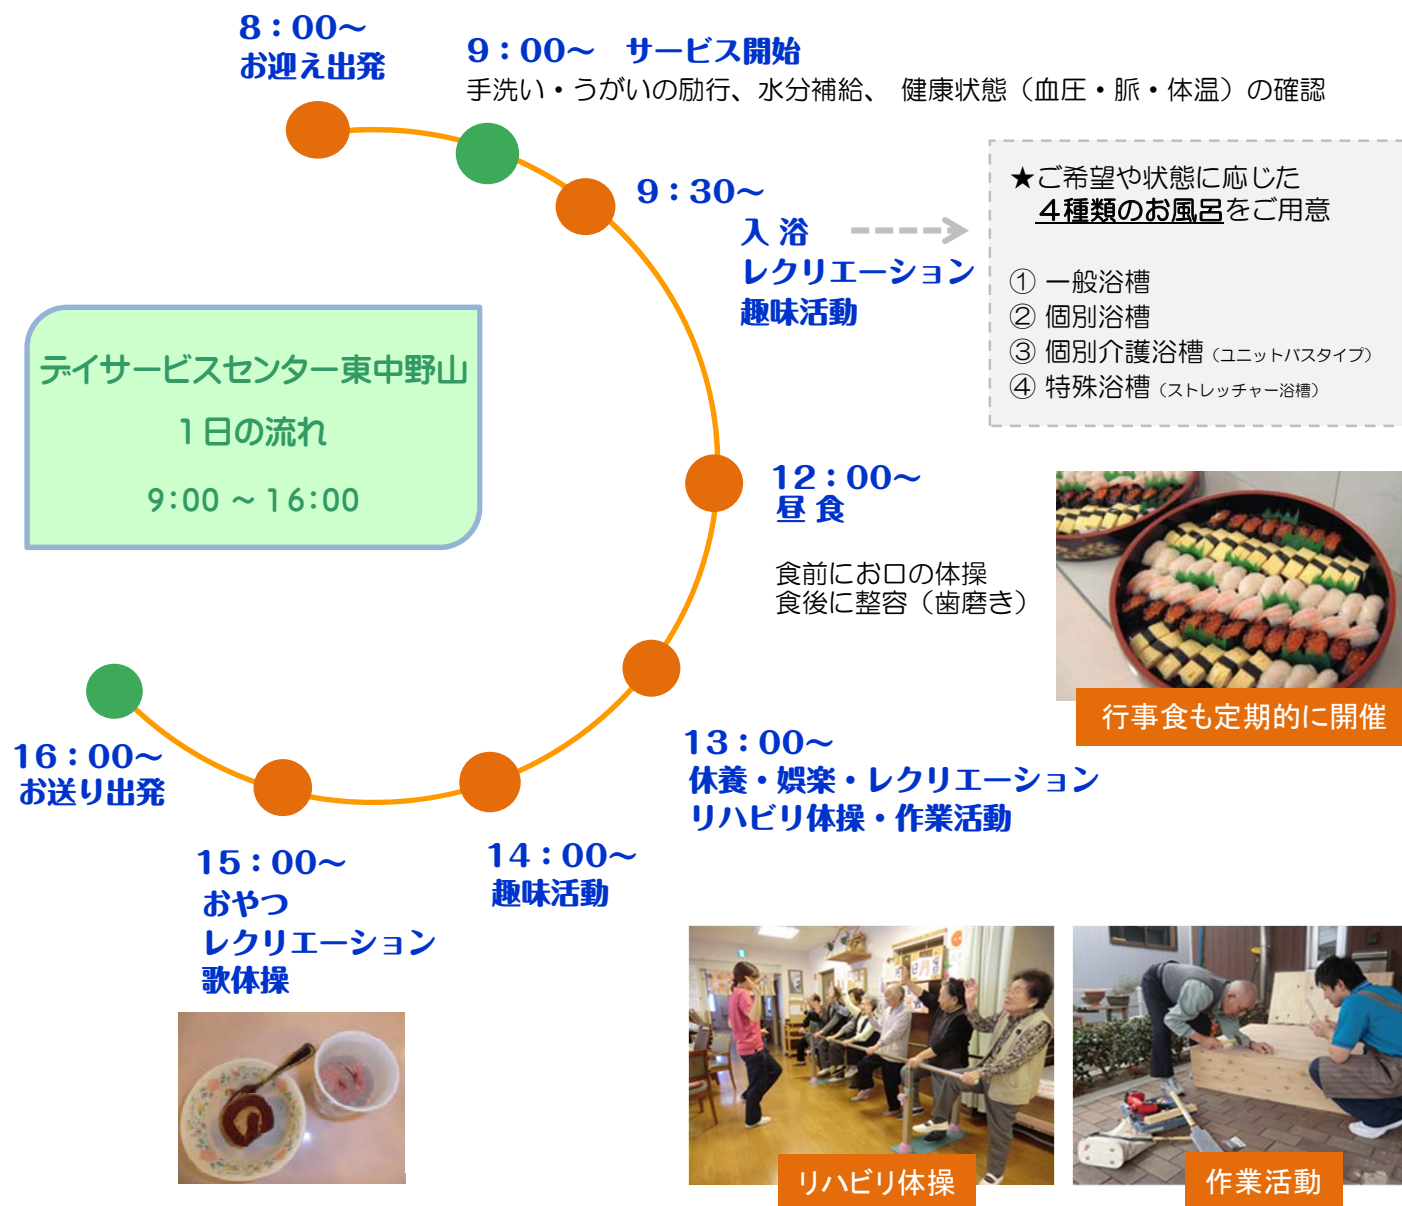 8：00～
お迎え出発
9：00～　サービス開始
手洗い・うがいの励行、水分補給、 健康状態（血圧・脈・体温）の確認
9：30～
入 浴
レクリエーション
趣味活動
★ご希望や状態に応じた
４種類のお風呂をご用意
① 一般浴槽
② 個別浴槽
③ 個別介護浴槽（ユニットバスタイプ）
④ 特殊浴槽（ストレッチャー浴槽）
デイサービスセンター東中野山
１日の流れ
9:00 ～ 16:00
12：00～
昼 食
食前にお口の体操
食後に整容（歯磨き）
行事食も定期的に開催
13：00～
休養・娯楽・レクリエーション
リハビリ体操・作業活動
14：00～
趣味活動
15：00～
おやつ
レクリエーション
歌体操
16：00～
お送り出発
リハビリ体操
作業活動